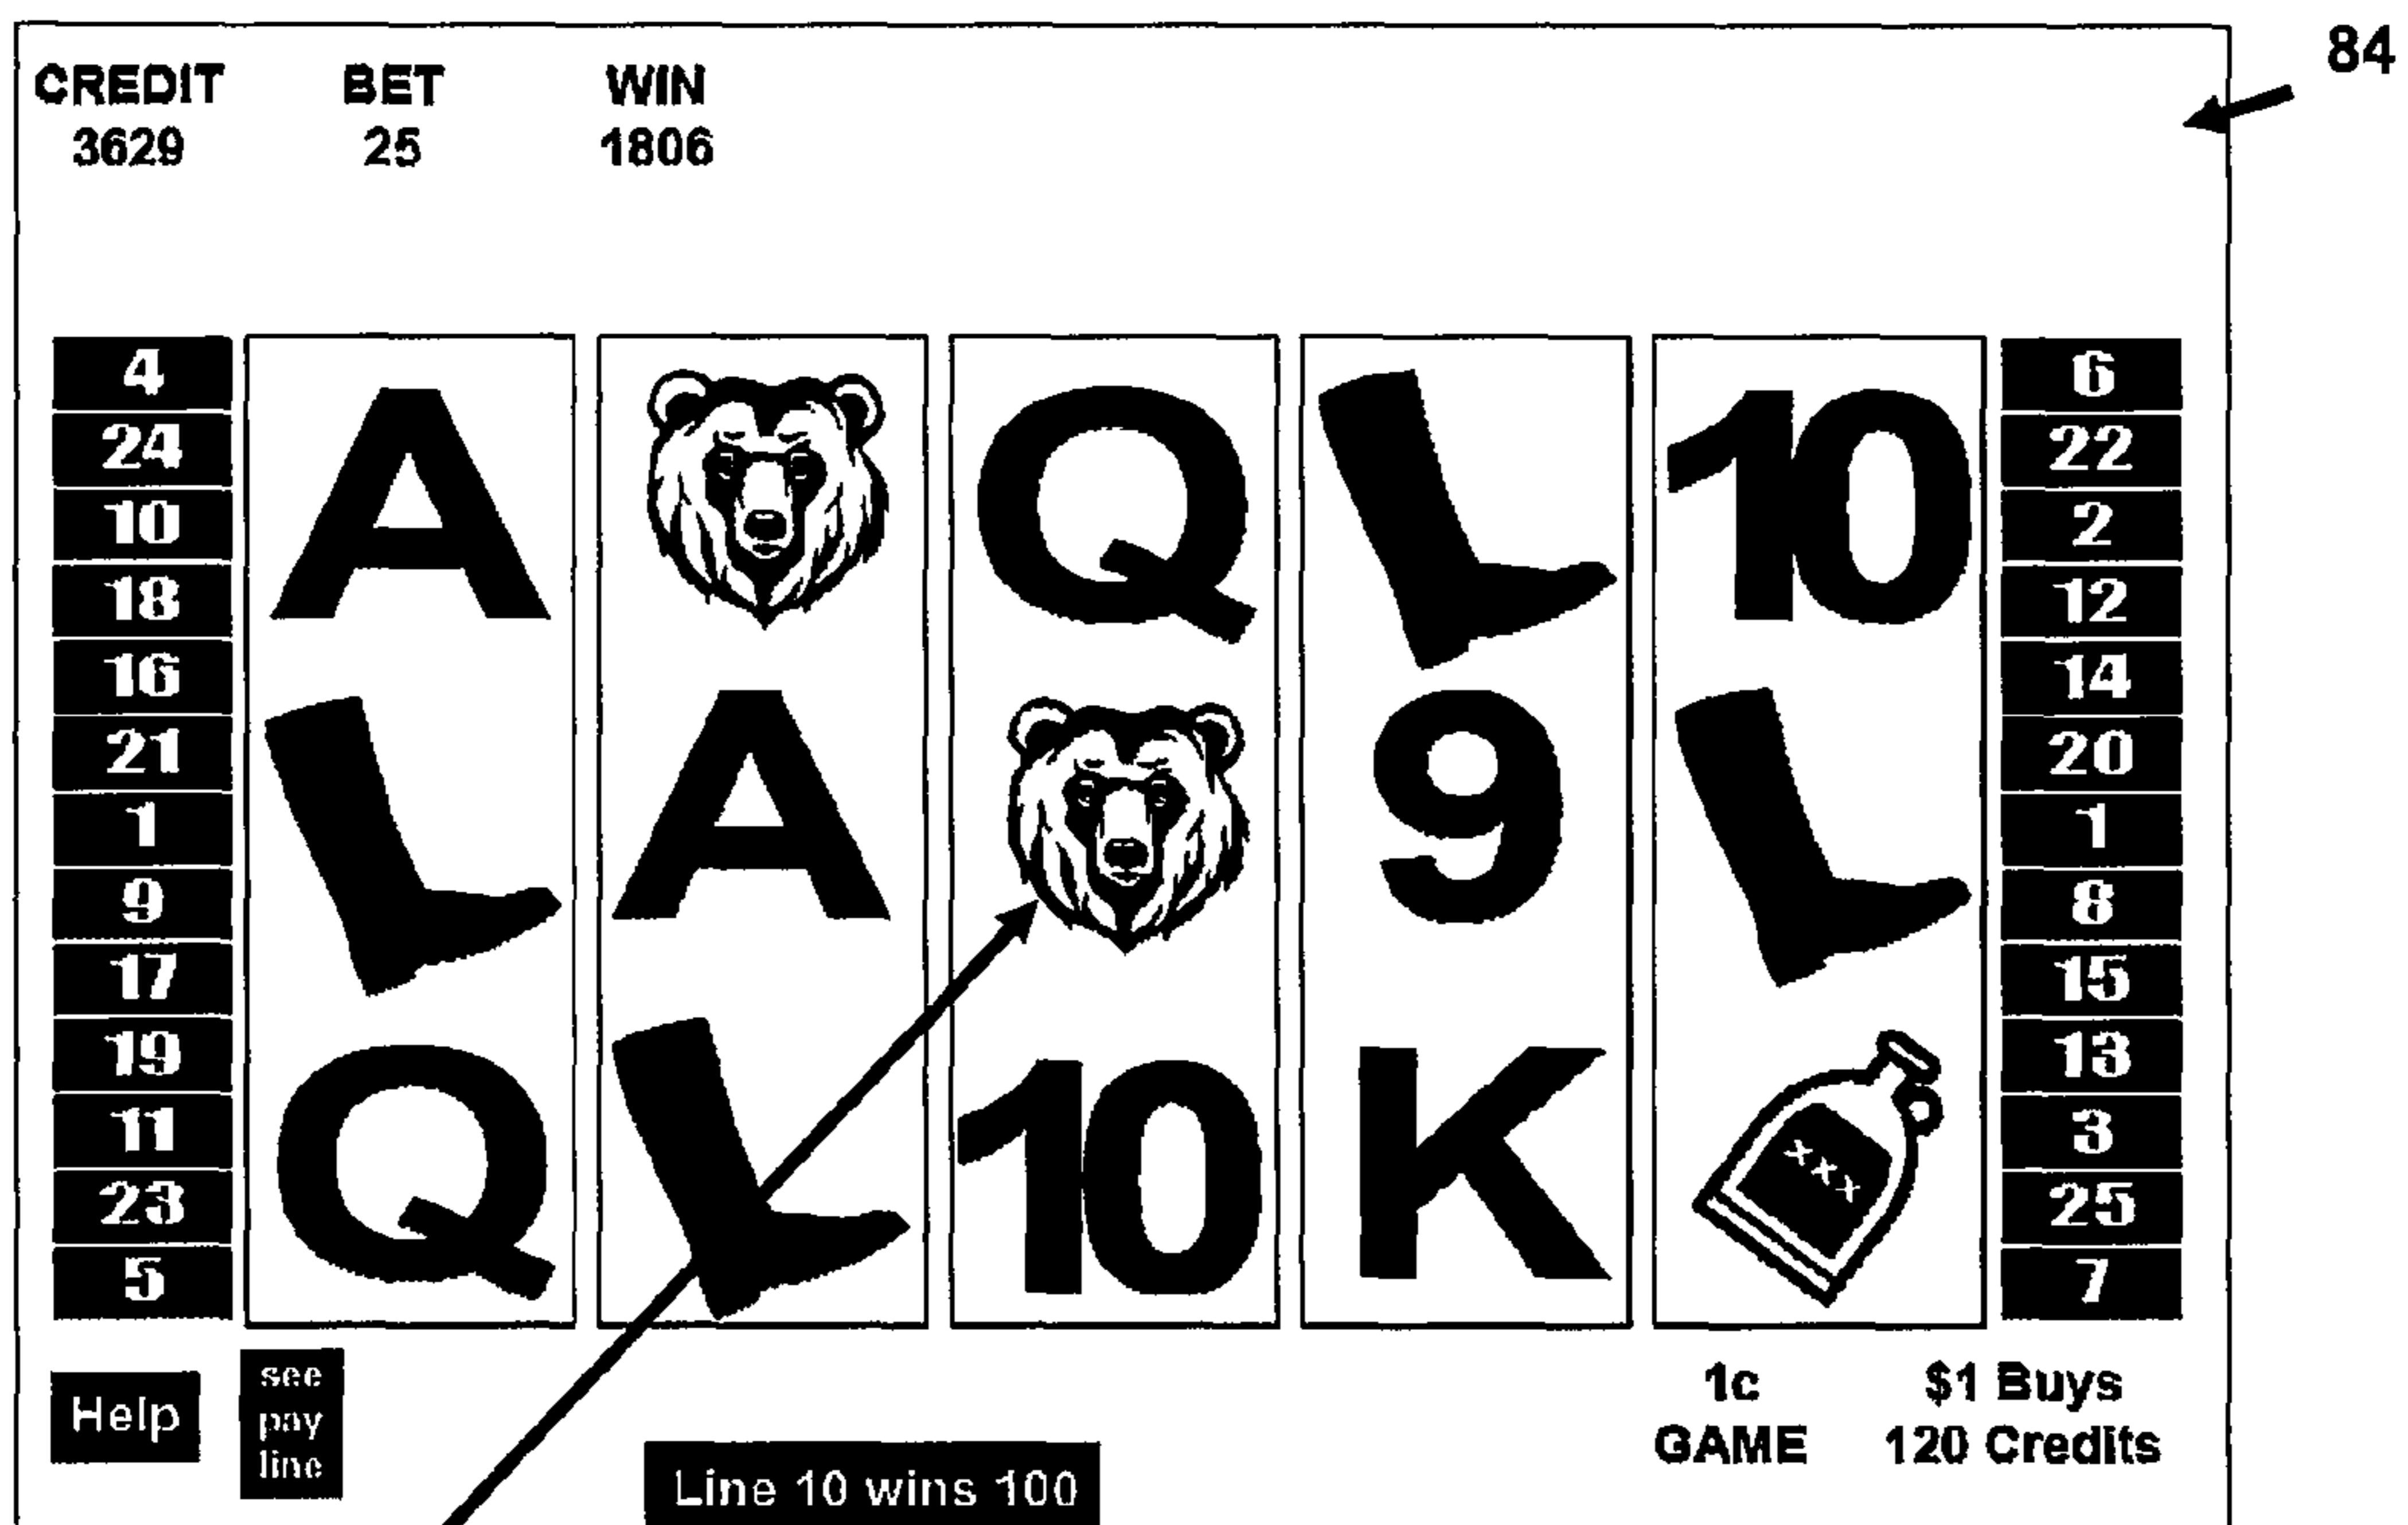 84
CREDIT BET WIN
3629 25 1806
4 6
24 22
10 2
18 12
16 14
21 20
1 1
9 8
17 15
19 13
11 3
23 25
5 7
A Q L 10
L A 9 L
Q L 10 K XXX
Help
see
pay
line
1c $1 Buys
GAME 120 Credits
Line 10 wins 100